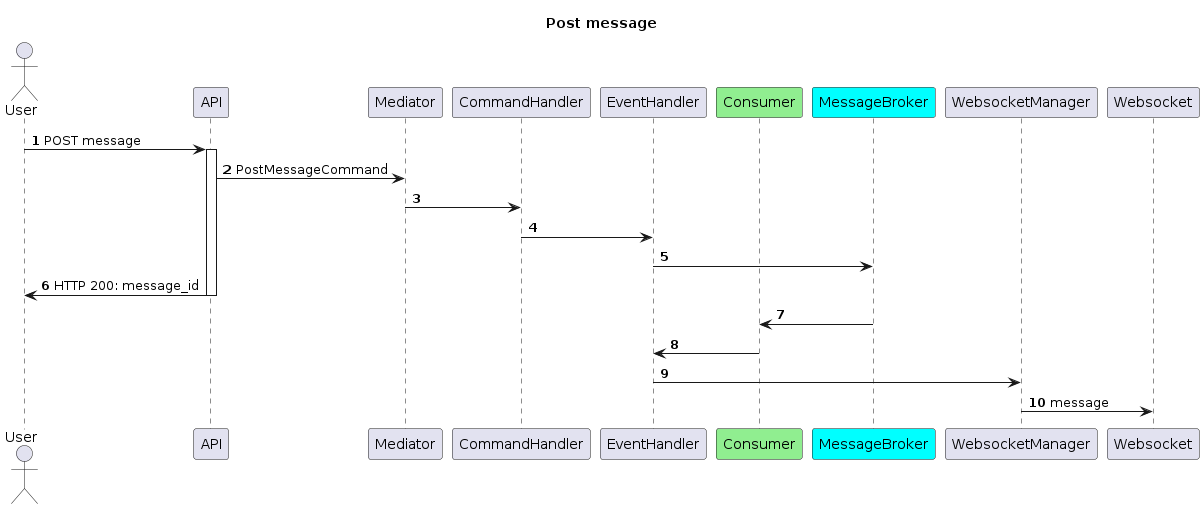 Post message
User
API
Mediator
CommandHandler
EventHandler
Consumer
MessageBroker
WebsocketManager
Websocket
1 POST message
2 PostMessageCommand
3
4
5
6 HTTP 200: message_id
7
8
9
10 message
User
API
Mediator
CommandHandler
EventHandler
Consumer
MessageBroker
WebsocketManager
Websocket